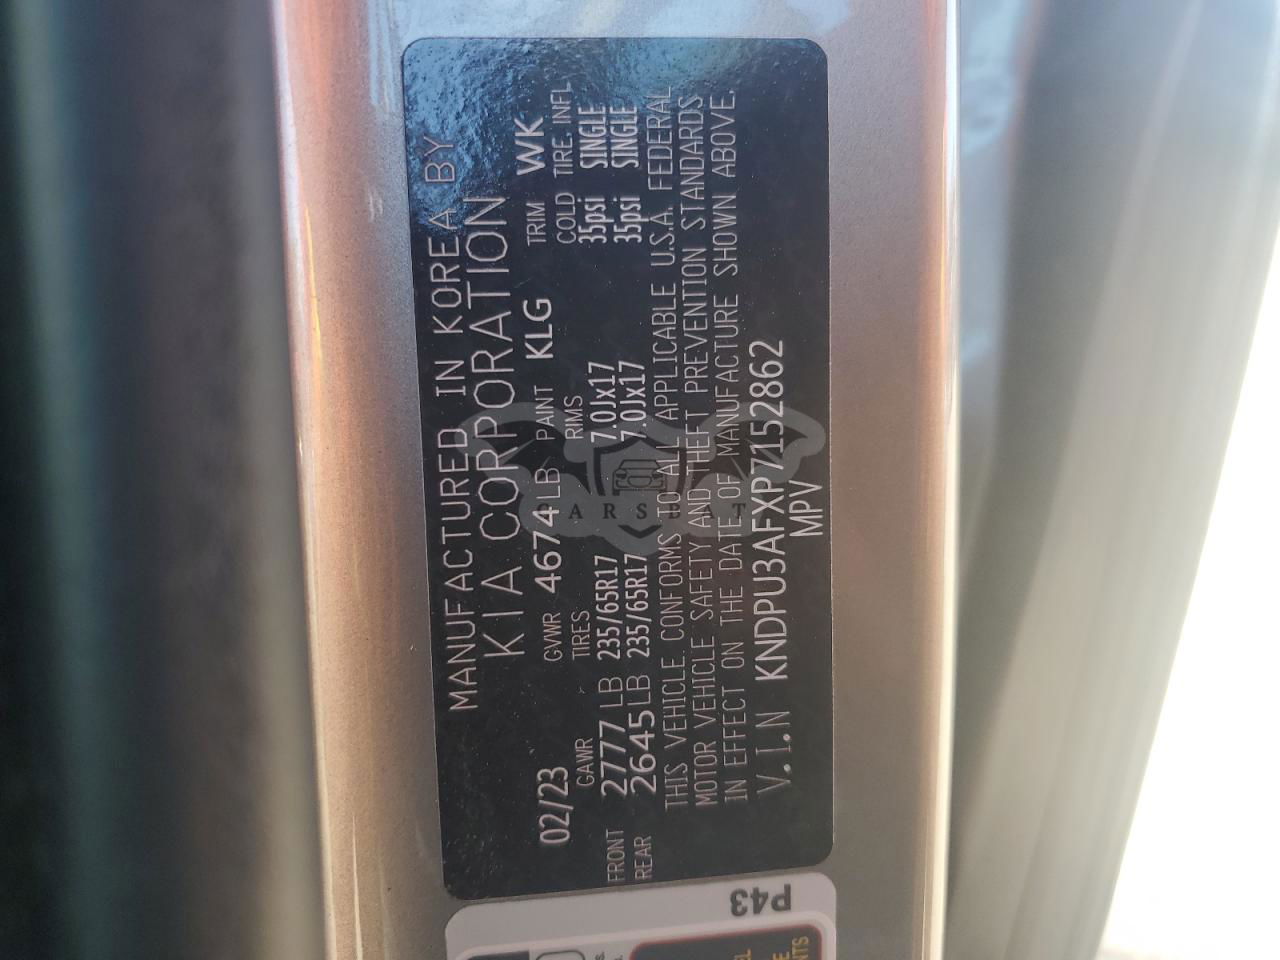 MANUFACTURED IN KOREA BY
KIA CORPORATION
02/23 GVWR 4674LB PAINT KLG TRIM WK
GAWR TIRES RIMS COLD TIRE. INFL
FRONT 2777 LB 235/65R17 7.0Jx17 35psi SINGLE
REAR 2645LB 235/65R17 7.0Jx17 35psi SINGLE
THIS VEHICLE CONFORMS TO ALL APPLICABLE U.S.A. FEDERAL
MOTOR VEHICLE SAFETY AND THEFT PREVENTION STANDARDS
IN EFFECT ON THE DATE OF MANUFACTURE SHOWN ABOVE.
V.I.N KNDPU3AFXP7152862
MPV
P43
CARSBAT